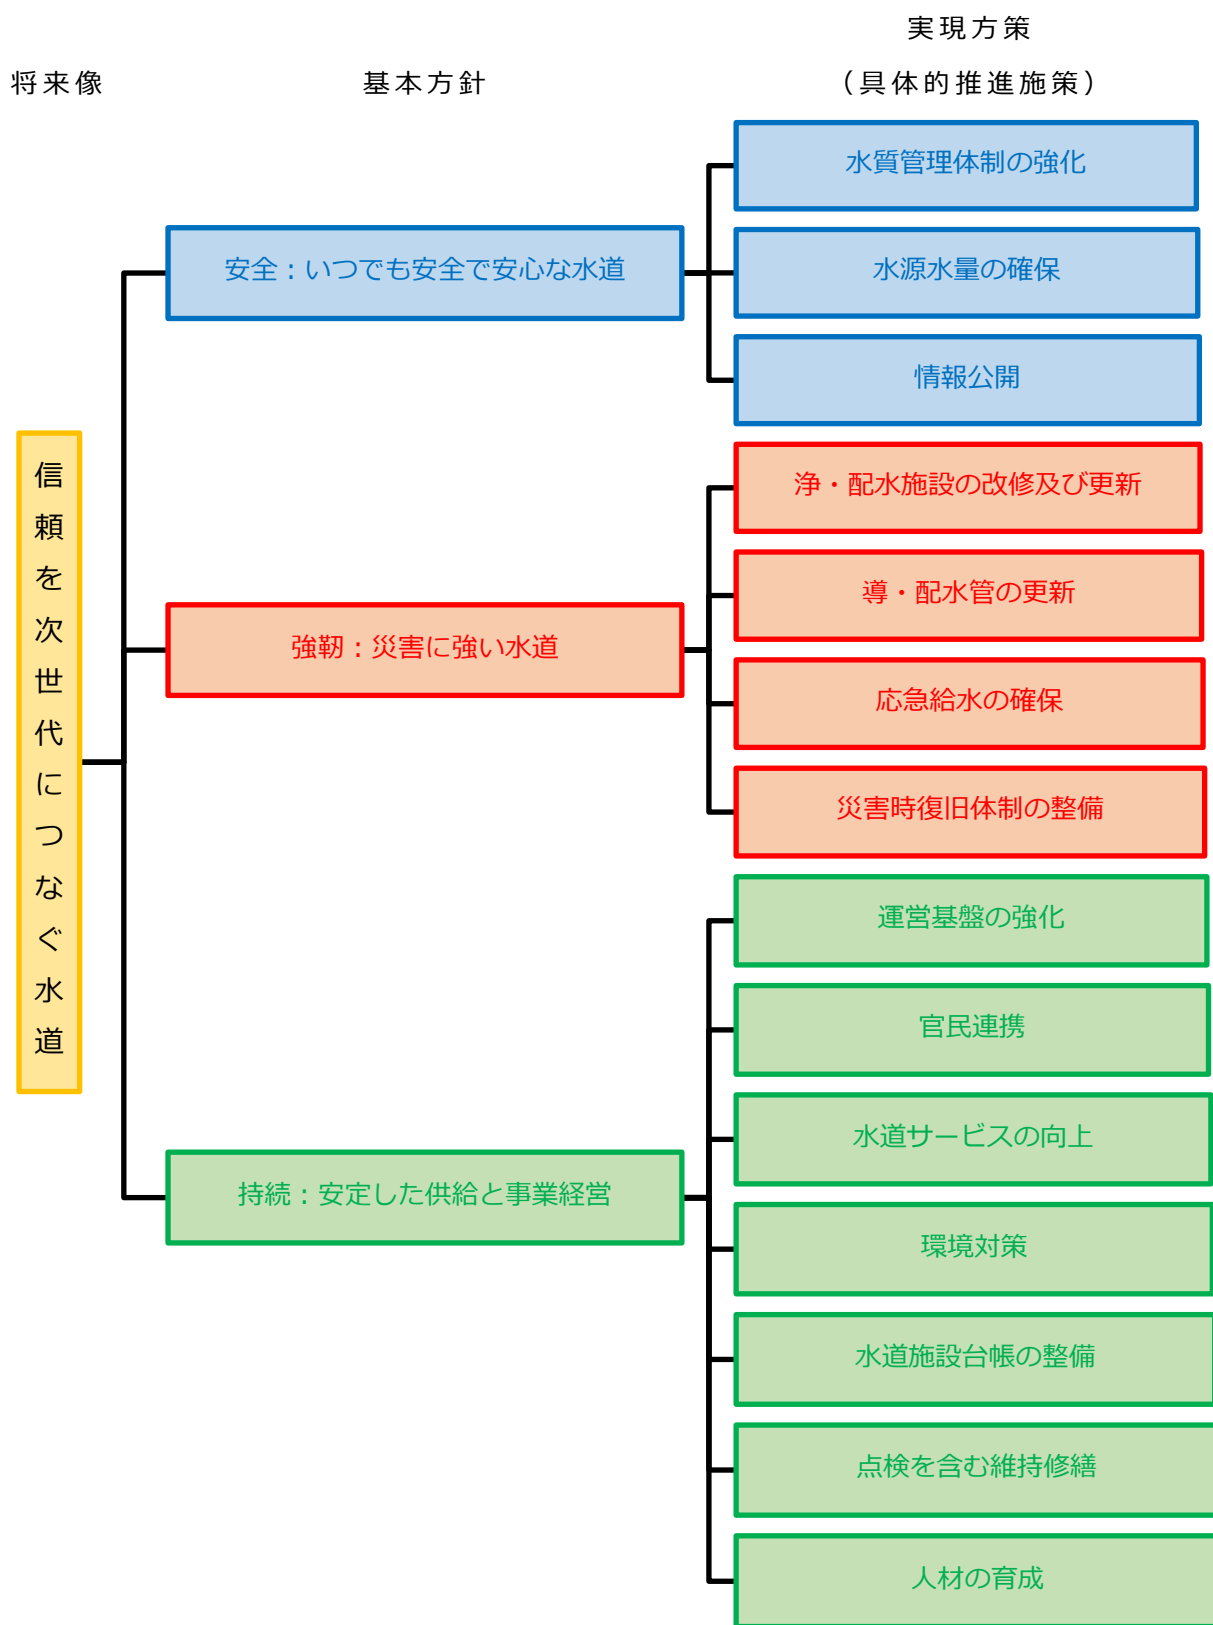 実現方策
将来像
基本方針
（具体的推進施策）
水質管理体制の強化
安全：いつでも安全で安心な水道
水源水量の確保
情報公開
信頼を次世代につなぐ水道
浄・配水施設の改修及び更新
導・配水管の更新
強靭：災害に強い水道
応急給水の確保
災害時復旧体制の整備
運営基盤の強化
官民連携
水道サービスの向上
持続：安定した供給と事業経営
環境対策
水道施設台帳の整備
点検を含む維持修繕
人材の育成